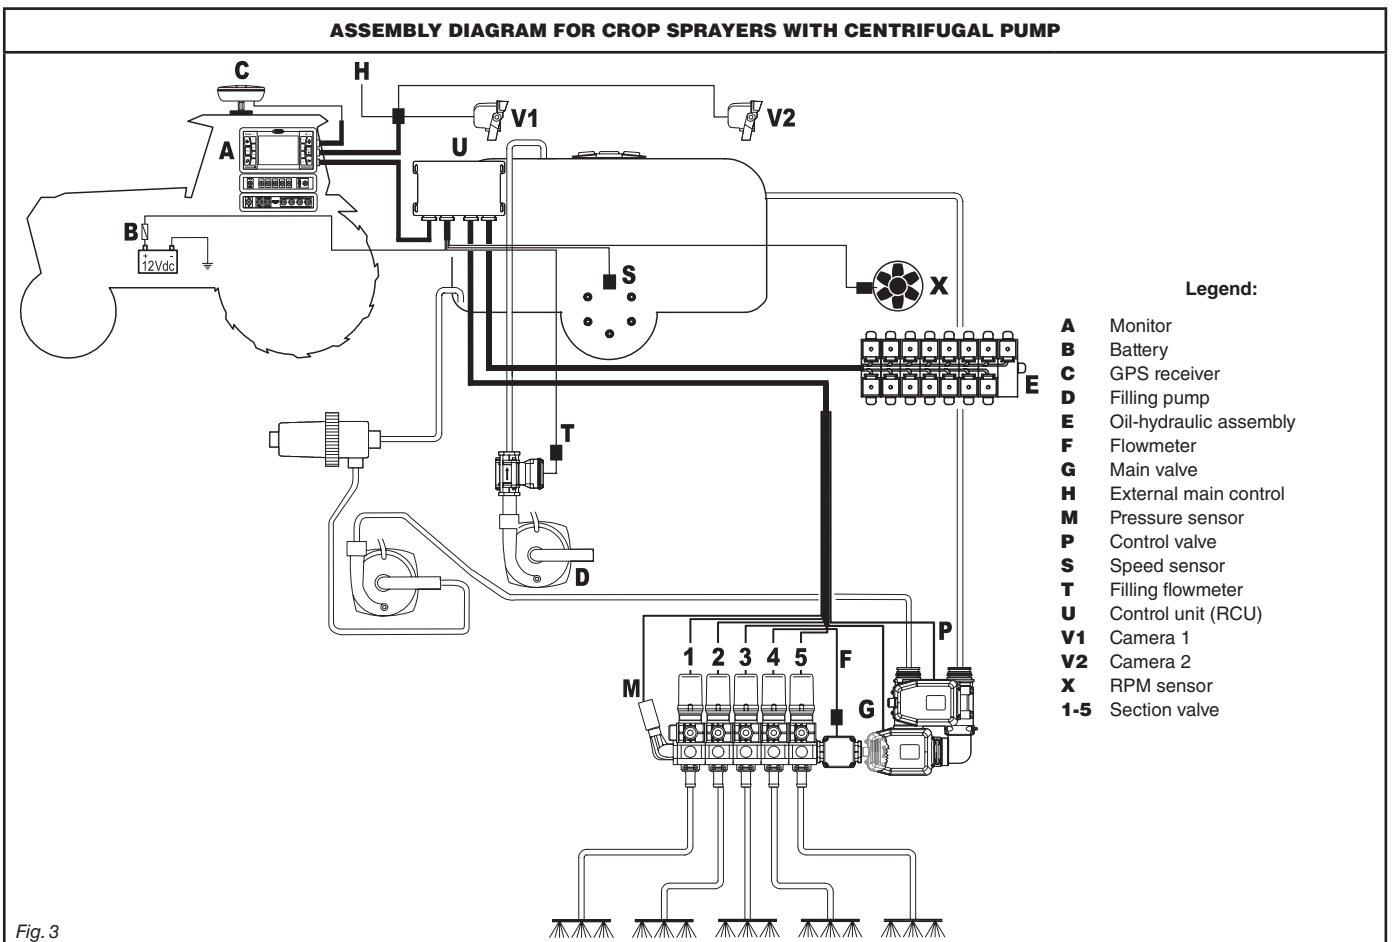 ASSEMBLY DIAGRAM FOR CROP SPRAYERS WITH CENTRIFUGAL PUMP
C
H
V1
V2
A
U
B
+ -
12Vdc
S
X
E
T
D
P
1 2 3 4 5
F
M
G
Legend:
A Monitor
B Battery
C GPS receiver
D Filling pump
E Oil-hydraulic assembly
F Flowmeter
G Main valve
H External main control
M Pressure sensor
P Control valve
S Speed sensor
T Filling flowmeter
U Control unit (RCU)
V1 Camera 1
V2 Camera 2
X RPM sensor
1-5 Section valve
Fig. 3